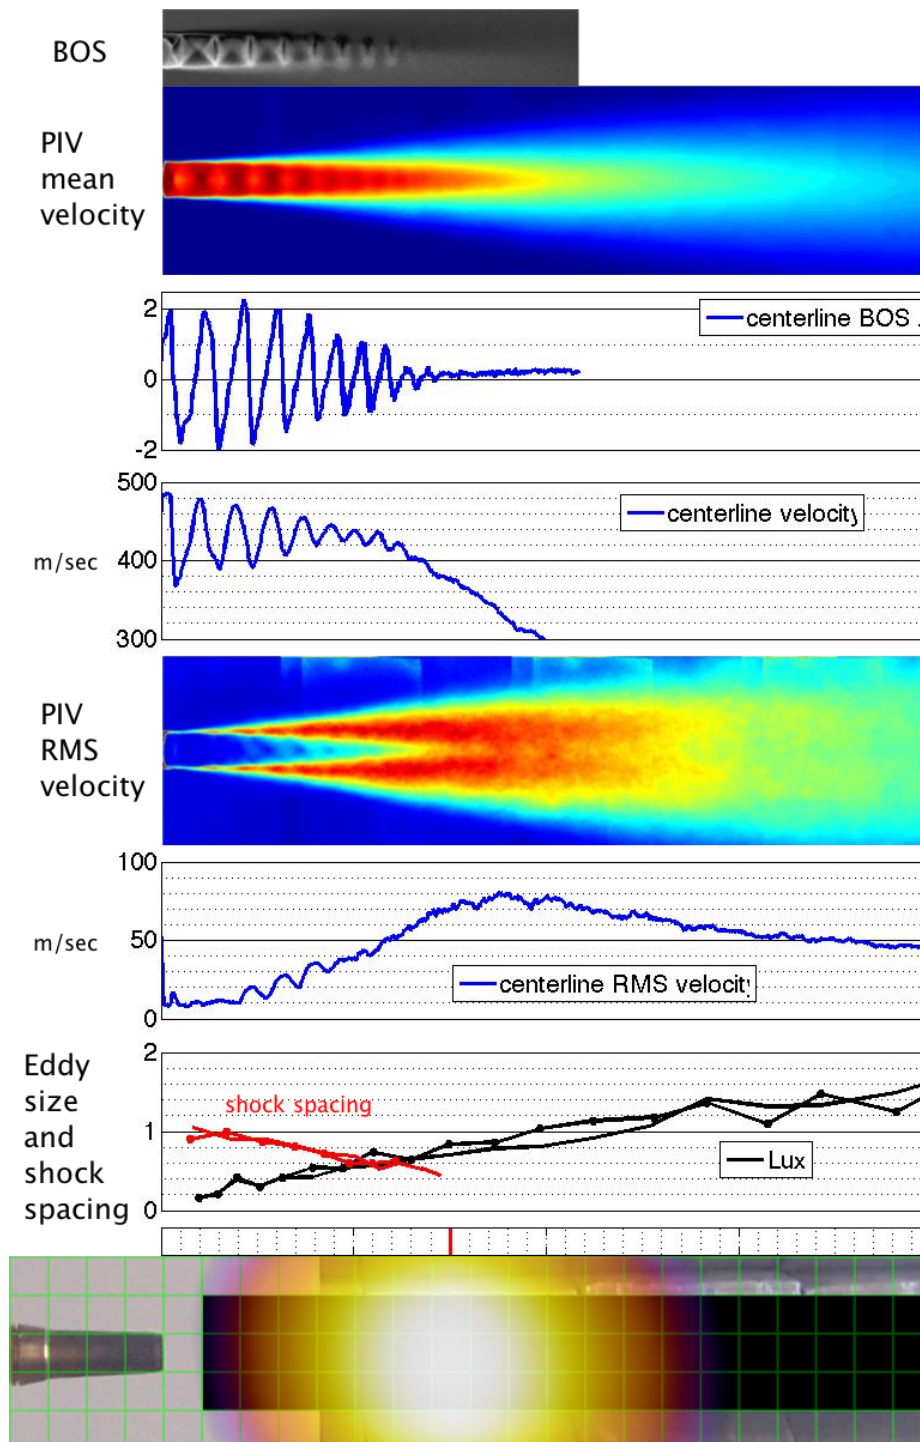 BOS
PIV
mean
velocity
2
0
-2
centerline BOS
500
400
300
m/sec
centerline velocity
PIV
RMS
velocity
100
50
0
m/sec
centerline RMS velocity
Eddy
size
and
shock
spacing
2
1
0
shock spacing
Lux